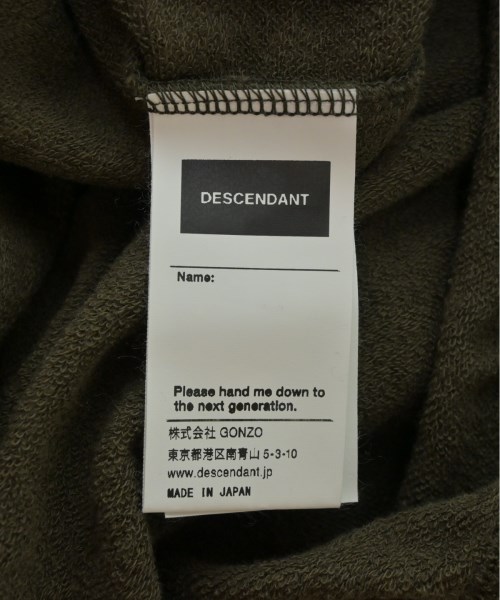 DESCENDANT
Name:
Please hand me down to
the next generation.
株式会社 GONZO
東京都港区南青山 5-3-10
www.descendant.jp
MADE IN JAPAN